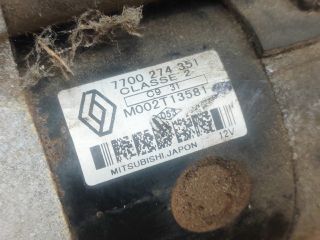 7700 274 351
CLASSE 2
C9 31
M002T13581
12V
MITSUBISHI.JAPON